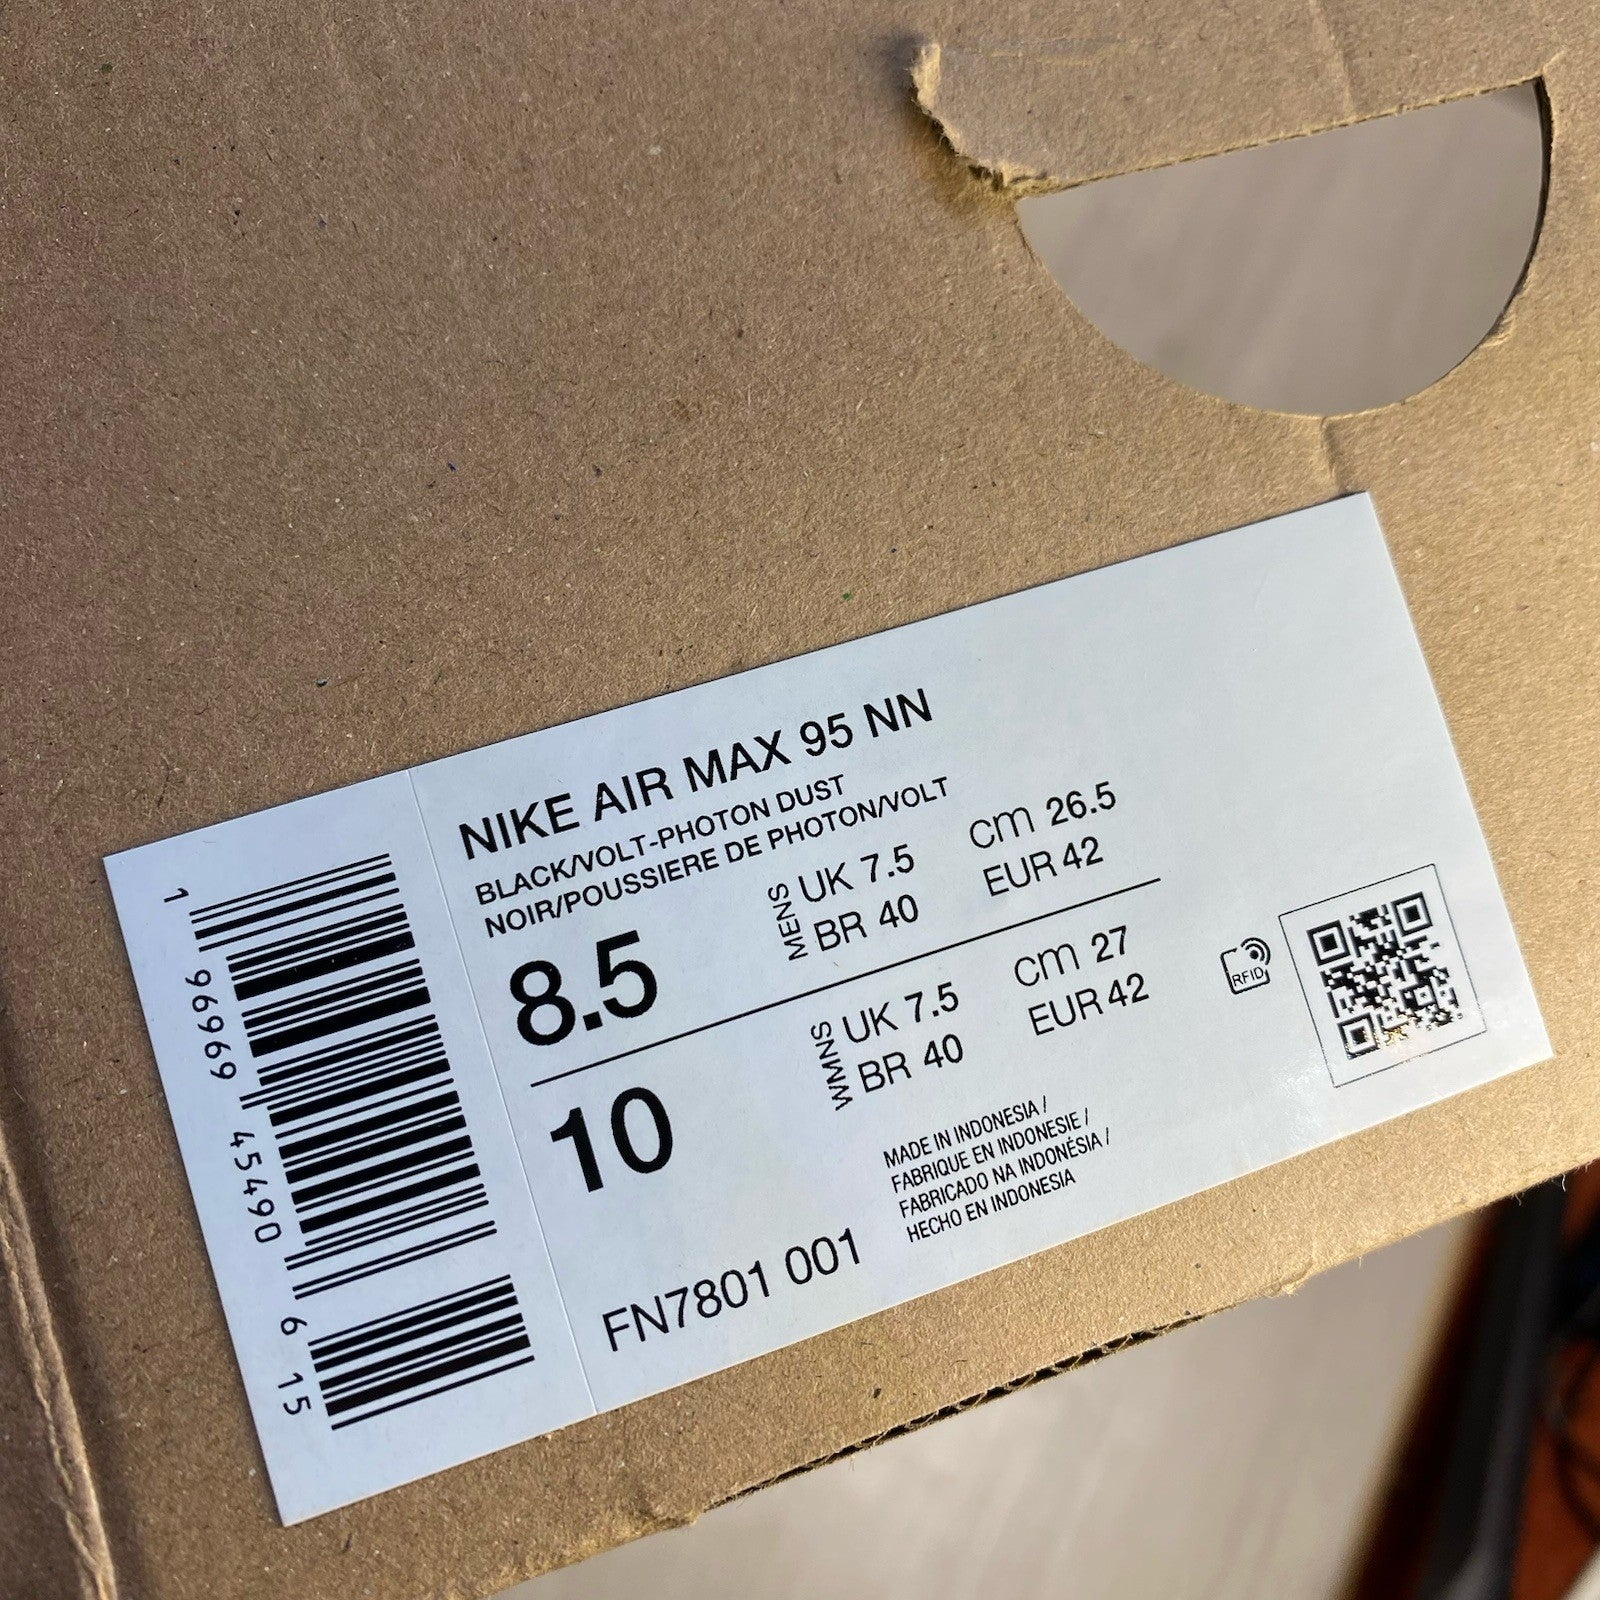 NIKE AIR MAX 95 NN
BLACK/VOLT-PHOTON DUST
NOIR/POUSSIERE DE PHOTON/VOLT
8.5
MENS
UK 7.5
cm 26.5
BR 40
EUR 42
10
WMNS
UK 7.5
cm 27
BR 40
EUR 42
RFID
MADE IN INDONESIA /
FABRIQUE EN INDONESIE /
FABRICADO NA INDONÉSIA /
HECHO EN INDONESIA
FN7801 001
1 96969 45490 6 15